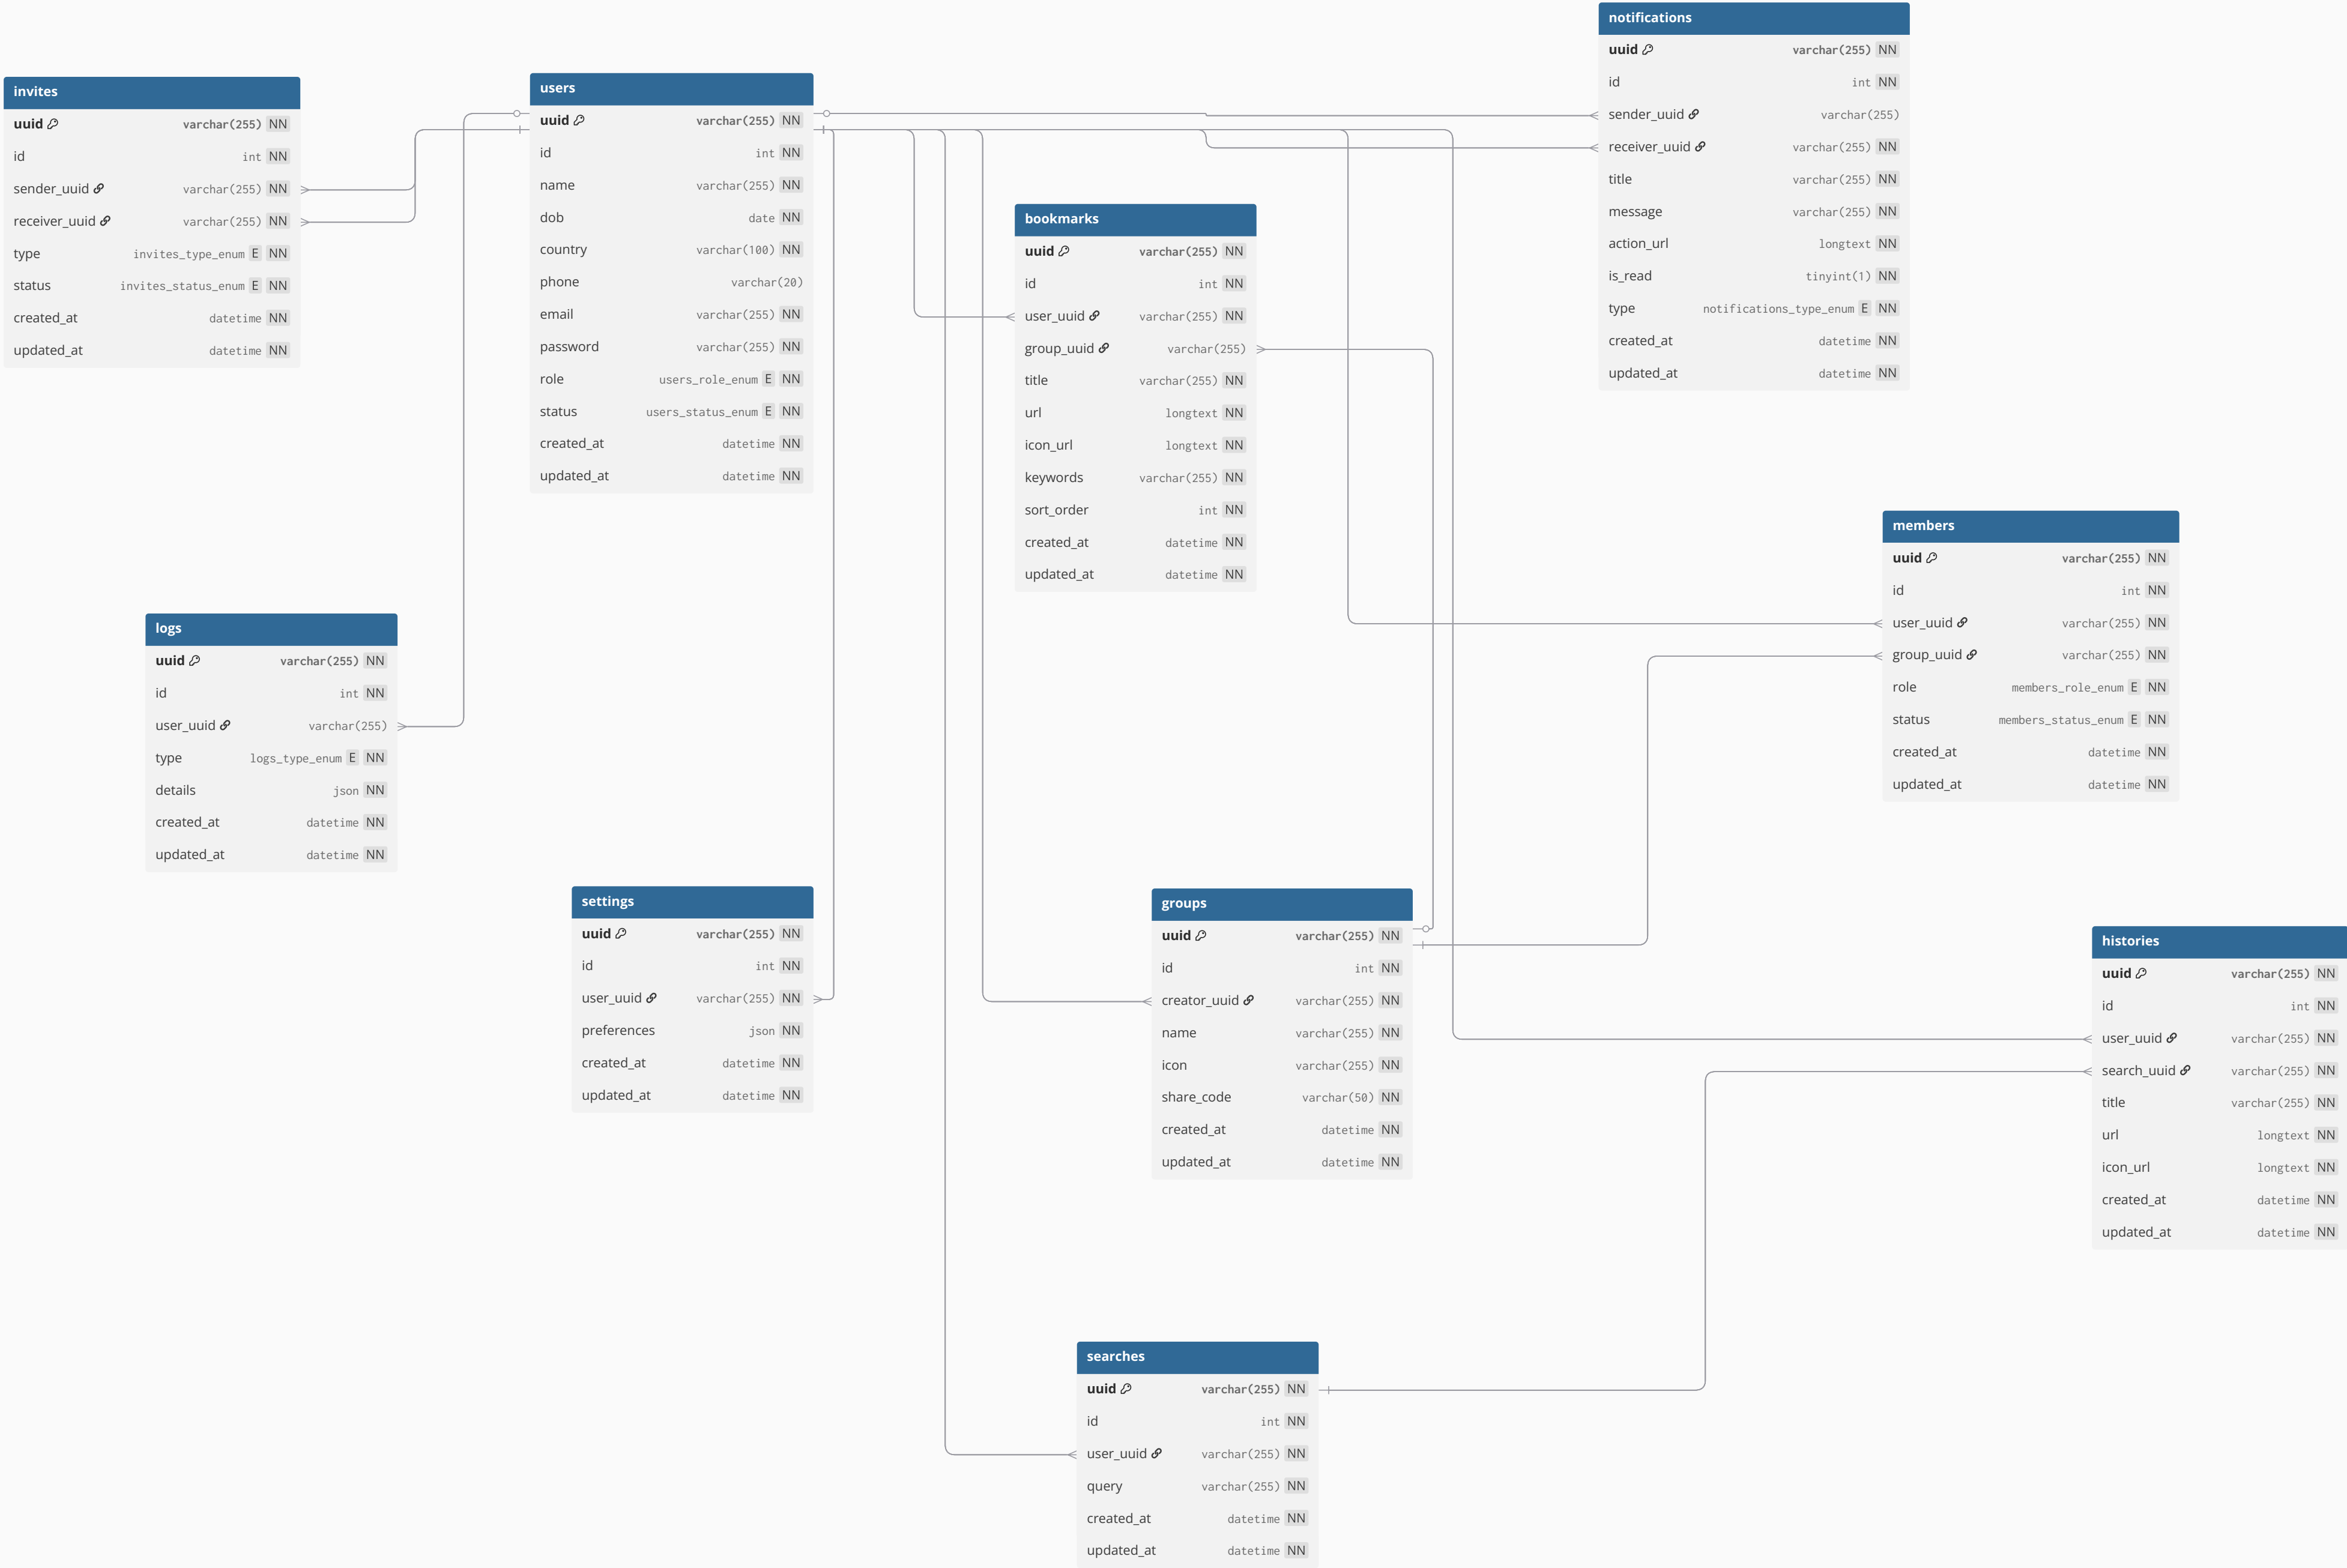 notifications
uuid varchar(255) NN
id int NN
sender_uuid varchar(255)
receiver_uuid varchar(255) NN
title varchar(255) NN
message varchar(255) NN
action_url longtext NN
is_read tinyint(1) NN
type notifications_type_enum E NN
created_at datetime NN
updated_at datetime NN
invites
uuid varchar(255) NN
id int NN
sender_uuid varchar(255) NN
receiver_uuid varchar(255) NN
type invites_type_enum E NN
status invites_status_enum E NN
created_at datetime NN
updated_at datetime NN
users
uuid varchar(255) NN
id int NN
name varchar(255) NN
dob date NN
country varchar(100) NN
phone varchar(20)
email varchar(255) NN
password varchar(255) NN
role users_role_enum E NN
status users_status_enum E NN
created_at datetime NN
updated_at datetime NN
bookmarks
uuid varchar(255) NN
id int NN
user_uuid varchar(255) NN
group_uuid varchar(255)
title varchar(255) NN
url longtext NN
icon_url longtext NN
keywords varchar(255) NN
sort_order int NN
created_at datetime NN
updated_at datetime NN
members
uuid varchar(255) NN
id int NN
user_uuid varchar(255) NN
group_uuid varchar(255) NN
role members_role_enum E NN
status members_status_enum E NN
created_at datetime NN
updated_at datetime NN
logs
uuid varchar(255) NN
id int NN
user_uuid varchar(255)
type logs_type_enum E NN
details json NN
created_at datetime NN
updated_at datetime NN
settings
uuid varchar(255) NN
id int NN
user_uuid varchar(255) NN
preferences json NN
created_at datetime NN
updated_at datetime NN
groups
uuid varchar(255) NN
id int NN
creator_uuid varchar(255) NN
name varchar(255) NN
icon varchar(255) NN
share_code varchar(50) NN
created_at datetime NN
updated_at datetime NN
histories
uuid varchar(255) NN
id int NN
user_uuid varchar(255) NN
search_uuid varchar(255) NN
title varchar(255) NN
url longtext NN
icon_url longtext NN
created_at datetime NN
updated_at datetime NN
searches
uuid varchar(255) NN
id int NN
user_uuid varchar(255) NN
query varchar(255) NN
created_at datetime NN
updated_at datetime NN